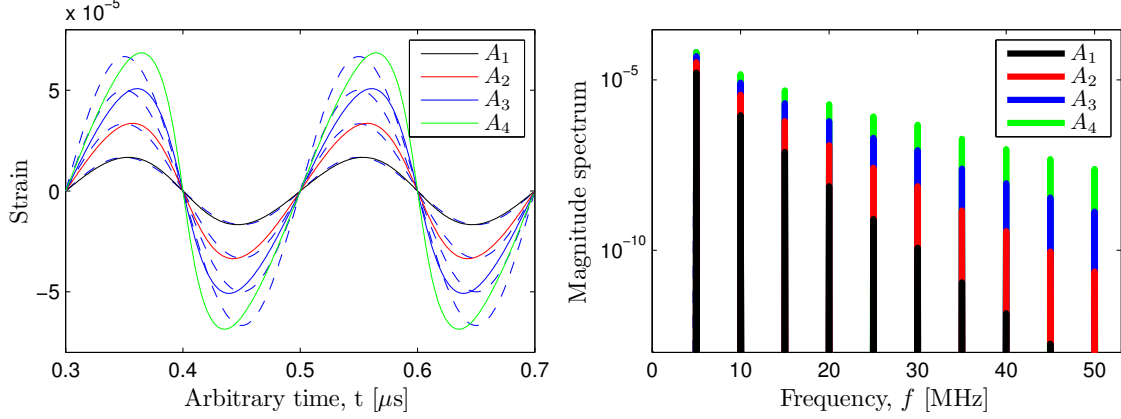 x 10⁻⁵
5
0
−5
0.3 0.4 0.5 0.6 0.7
Strain
Arbitrary time, t [μs]
A₁
A₂
A₃
A₄
10⁻⁵
10⁻¹⁰
0 10 20 30 40 50
Magnitude spectrum
Frequency, f [MHz]
A₁
A₂
A₃
A₄